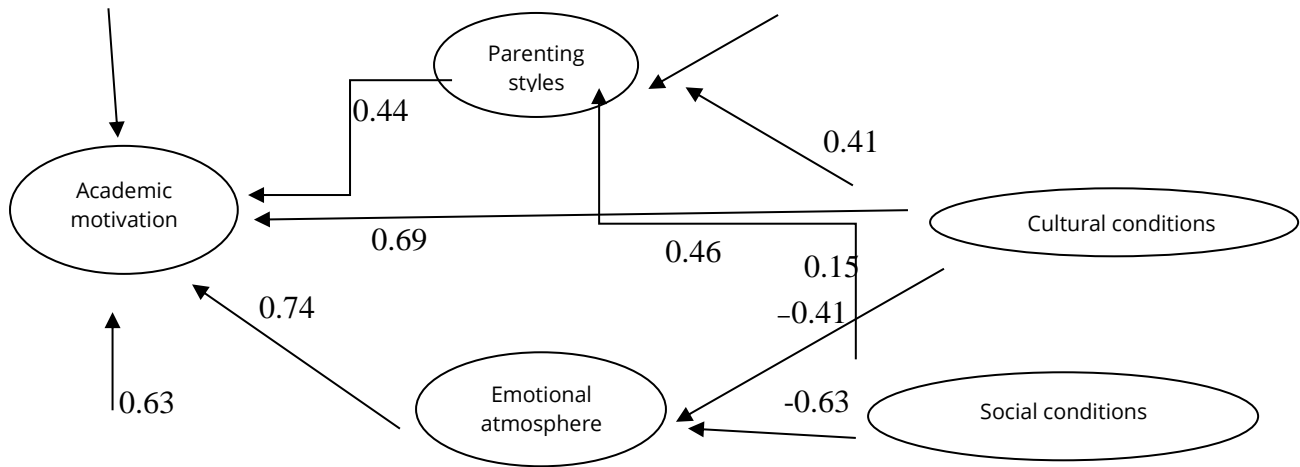 Parenting
styles
0.44
0.41
Academic
motivation
Cultural conditions
0.69
0.46
0.15
0.74
–0.41
Emotional
atmosphere
-0.63
Social conditions
0.63